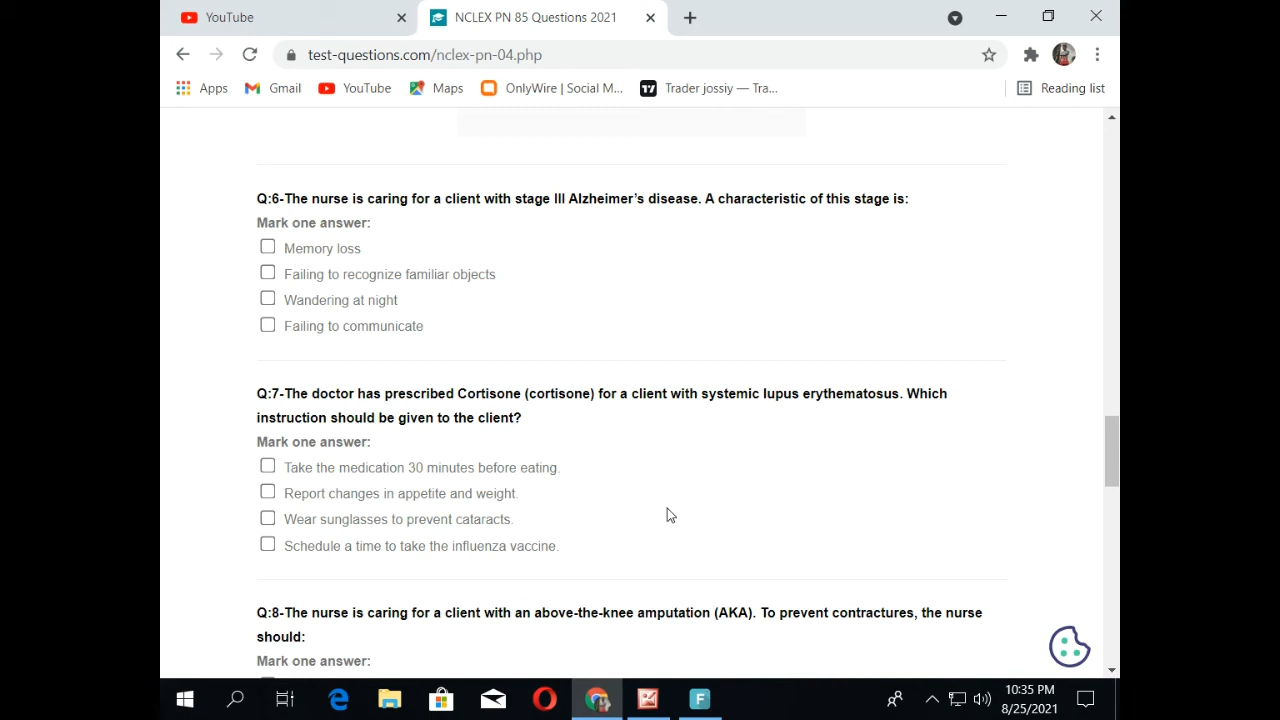 YouTube
NCLEX PN 85 Questions 2021
test-questions.com/nclex-pn-04.php
Apps Gmail YouTube Maps OnlyWire | Social M... Trader jossiy — Tra... Reading list
Q:6-The nurse is caring for a client with stage III Alzheimer’s disease. A characteristic of this stage is:
Mark one answer:
Memory loss
Failing to recognize familiar objects
Wandering at night
Failing to communicate
Q:7-The doctor has prescribed Cortisone (cortisone) for a client with systemic lupus erythematosus. Which
instruction should be given to the client?
Mark one answer:
Take the medication 30 minutes before eating.
Report changes in appetite and weight.
Wear sunglasses to prevent cataracts.
Schedule a time to take the influenza vaccine.
Q:8-The nurse is caring for a client with an above-the-knee amputation (AKA). To prevent contractures, the nurse
should:
Mark one answer:
10:35 PM
8/25/2021